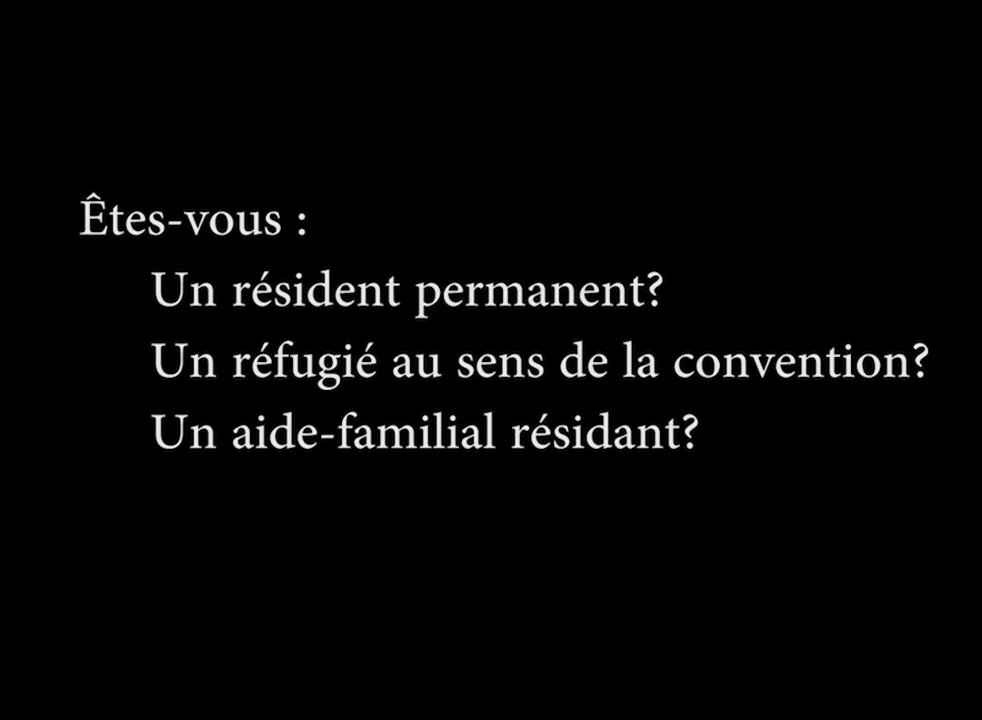 Êtes-vous :
Un résident permanent?
Un réfugié au sens de la convention?
Un aide-familial résidant?